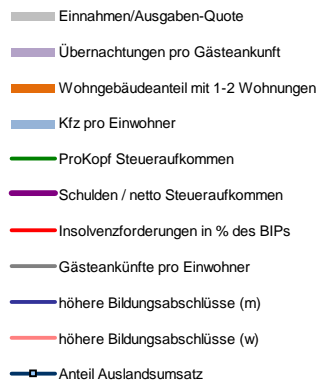 Einnahmen/Ausgaben-Quote
Übernachtungen pro Gästeankunft
Wohngebäudeanteil mit 1-2 Wohnungen
Kfz pro Einwohner
ProKopf Steueraufkommen
Schulden / netto Steueraufkommen
Insolvenzforderungen in % des BIPs
Gästeankünfte pro Einwohner
höhere Bildungsabschlüsse (m)
höhere Bildungsabschlüsse (w)
Anteil Auslandsumsatz